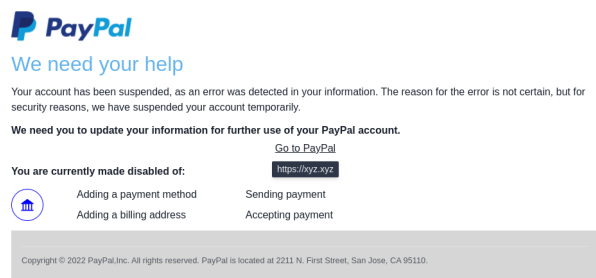 PayPal
We need your help
Your account has been suspended, as an error was detected in your information. The reason for the error is not certain, but for
security reasons, we have suspended your account temporarily.
We need you to update your information for further use of your PayPal account.
Go to PayPal
https://xyz.xyz
You are currently made disabled of:
Adding a payment method Sending payment
Adding a billing address Accepting payment
Copyright © 2022 PayPal,Inc. All rights reserved. PayPal is located at 2211 N. First Street, San Jose, CA 95110.